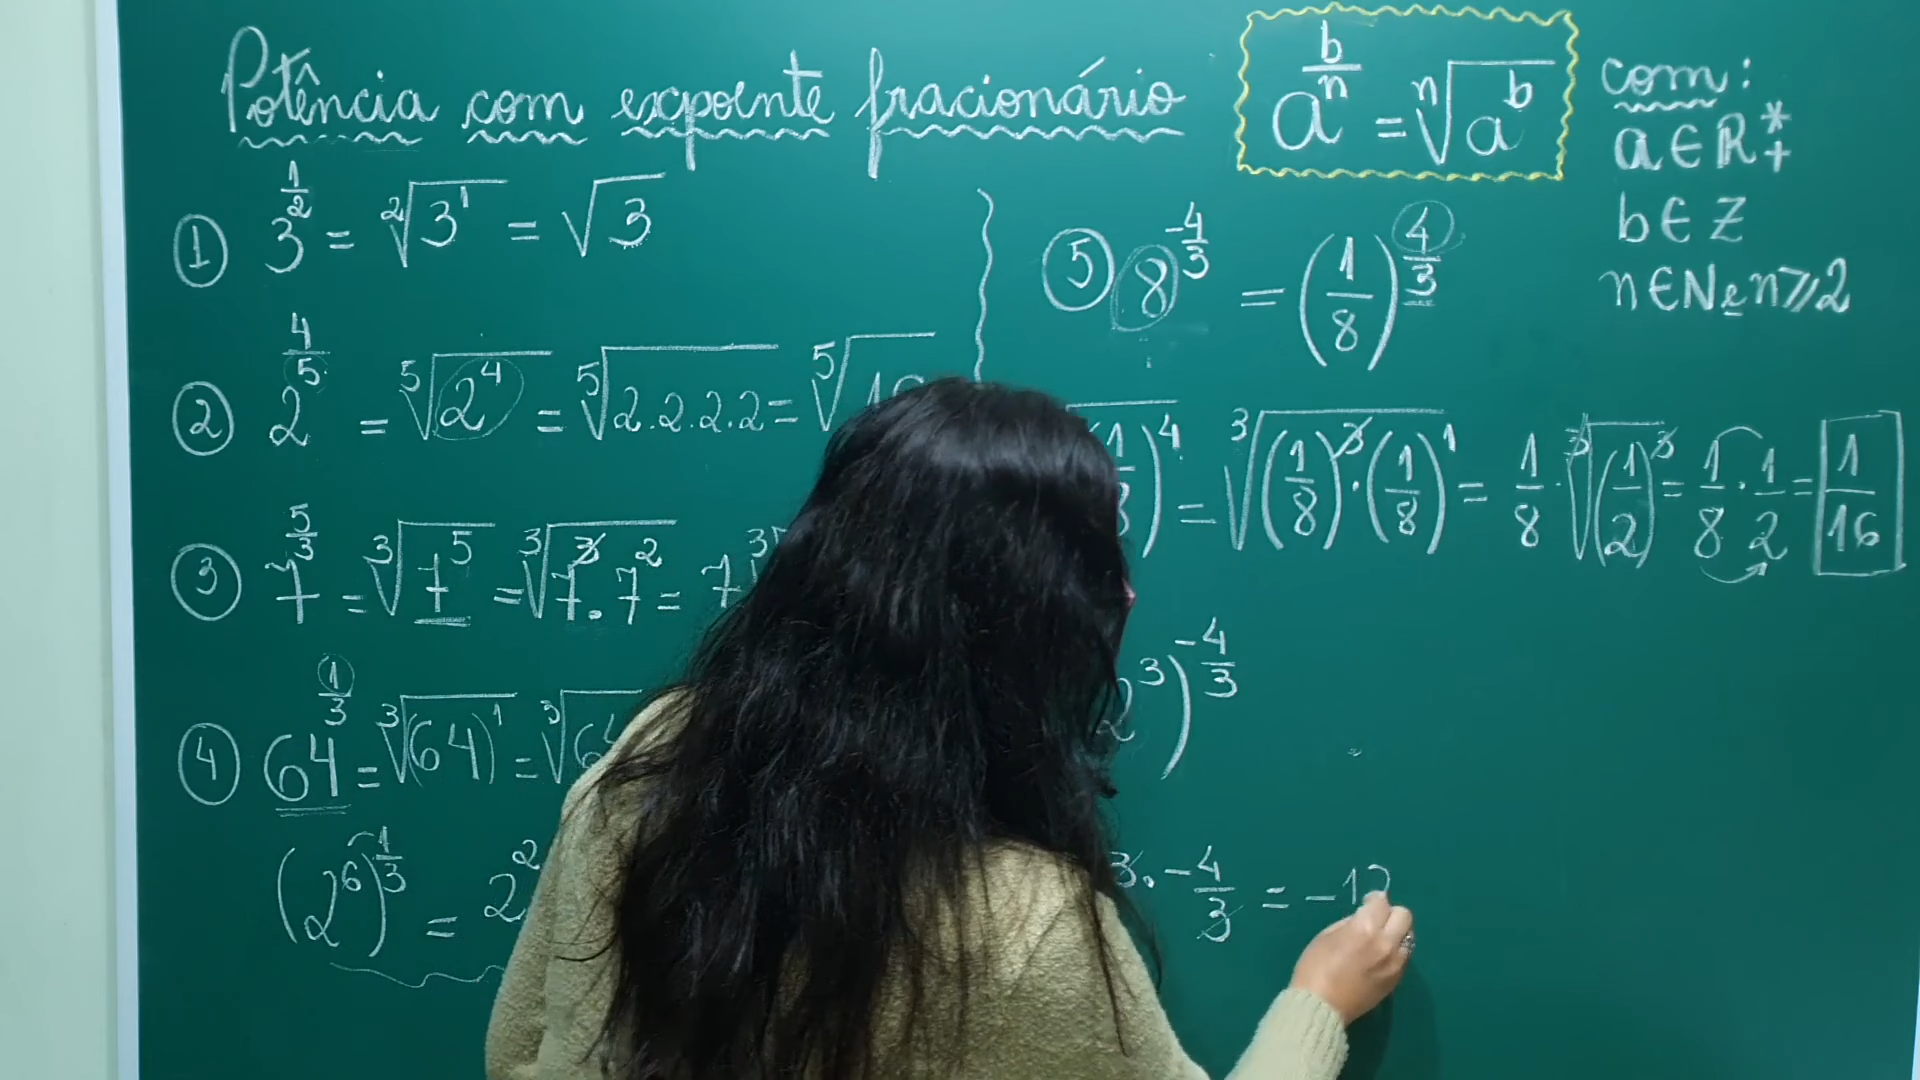 Potência com expoente fracionário
a^(b/n) = ⁿ√(a^b)
com:
a ∈ R*₊
b ∈ Z
n ∈ N e n ⩾ 2
① 3^(1/2) = ²√(3¹) = √3
② 2^(4/5) = ⁵√(2⁴) = ⁵√(2.2.2.2) = ⁵√
③ 7^(5/3) = ³√(7⁵) = ³√(7³.7²) = 7 ³
④ 64^(1/3) = ³√((64)¹) = ³√
(2⁶)^(1/3) = 2²
⑤ 8^(-4/3) = (1/8)^(4/3)
)⁴ = ³√((1/8)³·(1/8)¹) = 1/8 · ³√((1/2)³) = 1/8 · 1/2 = 1/16
2³)^(-4/3)
3 · -4/3 = -12